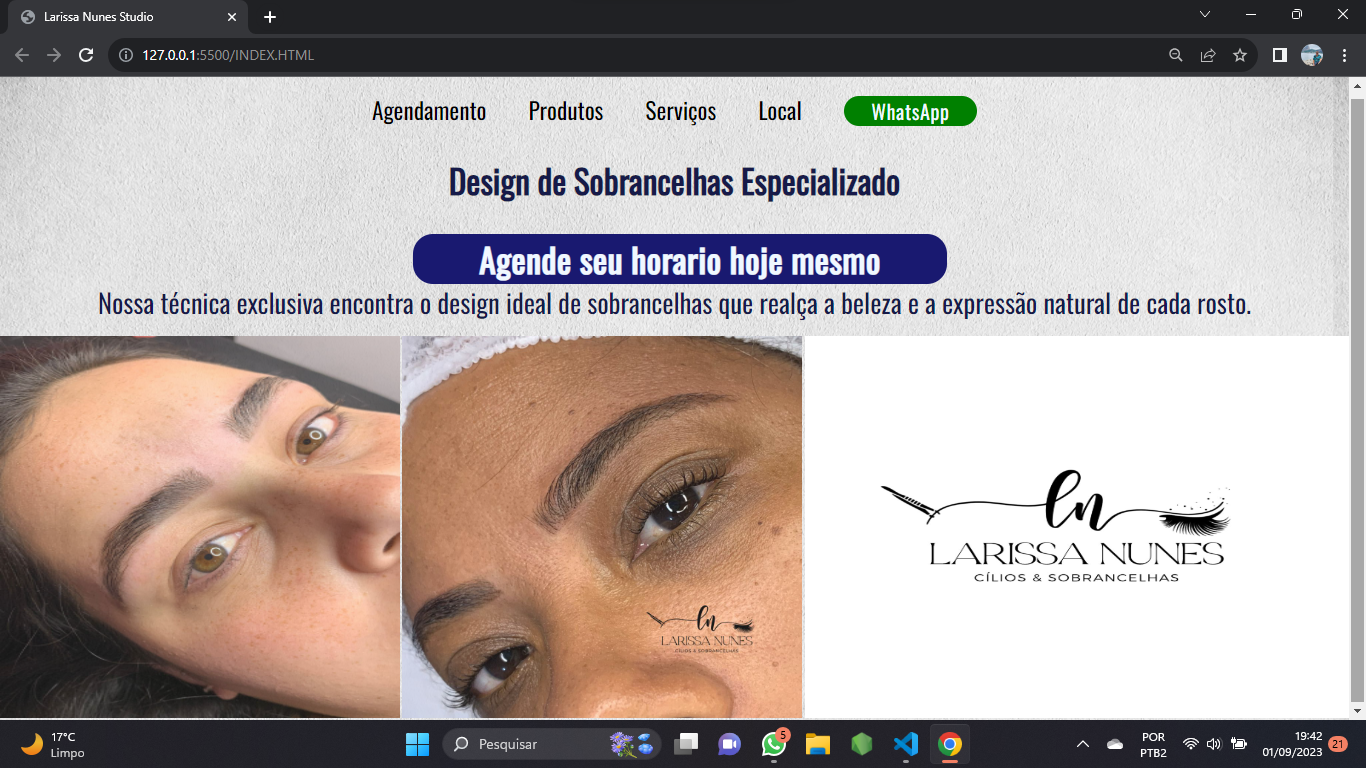 Larissa Nunes Studio
127.0.0.1:5500/INDEX.HTML
Agendamento Produtos Serviços Local WhatsApp
Design de Sobrancelhas Especializado
Agende seu horario hoje mesmo
Nossa técnica exclusiva encontra o design ideal de sobrancelhas que realça a beleza e a expressão natural de cada rosto.
ln
LARISSA NUNES
CÍLIOS & SOBRANCELHAS
ln
LARISSA NUNES
CÍLIOS & SOBRANCELHAS
17°C
Limpo
Pesquisar
5
POR
PTB2
19:42
01/09/2023
21